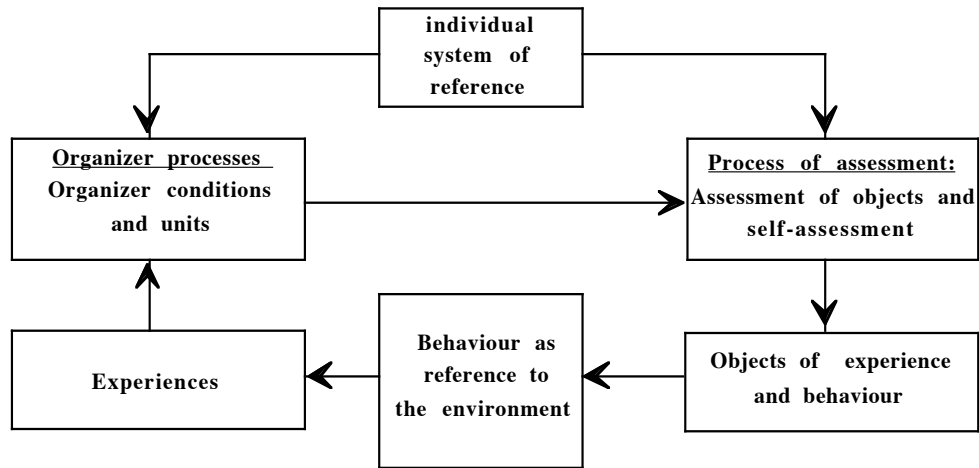 individual
system of
reference
Organizer processes
Organizer conditions
and units
Process of assessment:
Assessment of objects and
self-assessment
Experiences
Behaviour as
reference to
the environment
Objects of experience
and behaviour